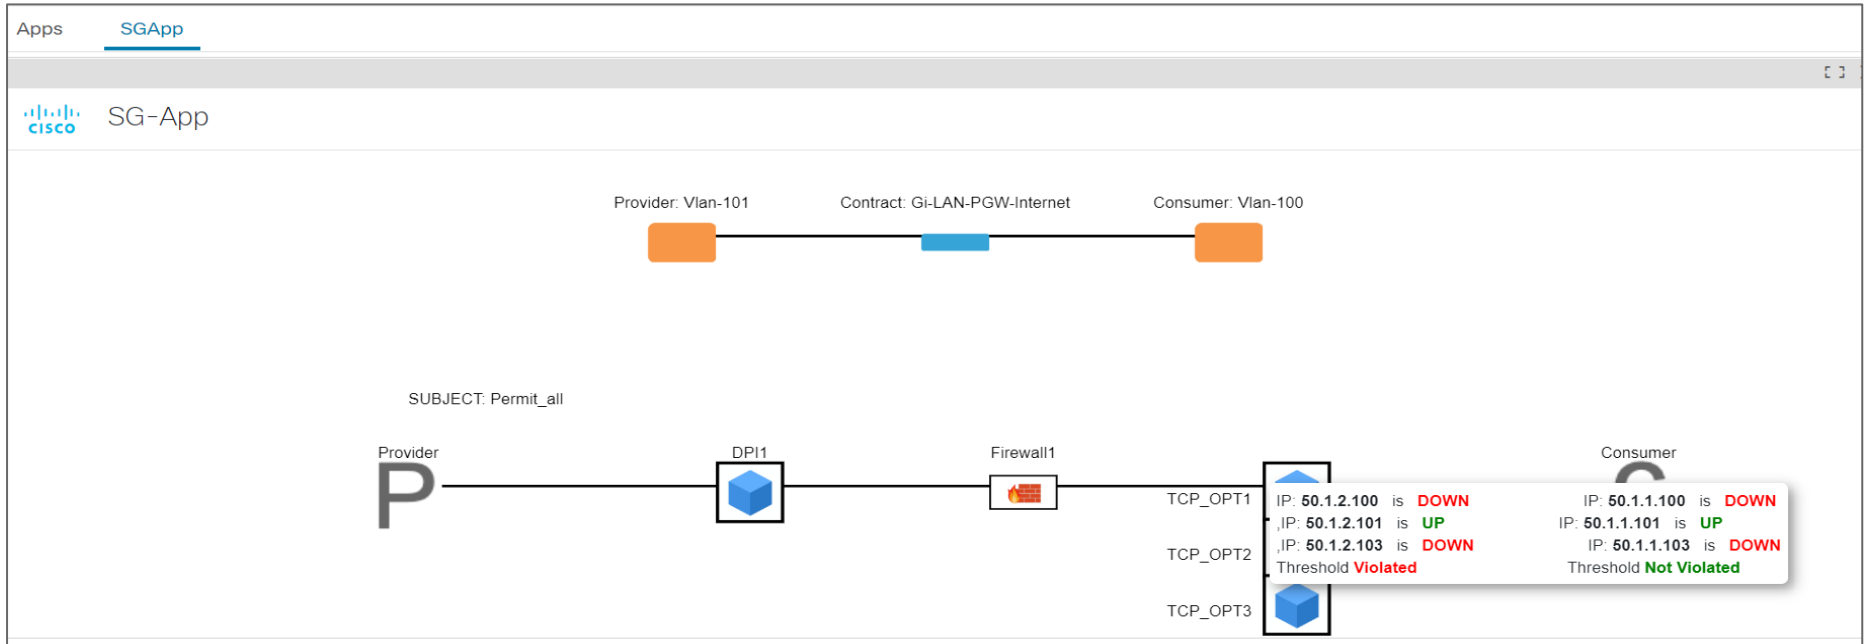 Apps SGApp
CISCO SG-App
Provider: Vlan-101 Contract: Gi-LAN-PGW-Internet Consumer: Vlan-100
SUBJECT: Permit_all
Provider DPI1 Firewall1 Consumer
P
TCP_OPT1
IP: 50.1.2.100 is DOWN IP: 50.1.1.100 is DOWN
,IP: 50.1.2.101 is UP IP: 50.1.1.101 is UP
,IP: 50.1.2.103 is DOWN IP: 50.1.1.103 is DOWN
TCP_OPT2
Threshold Violated Threshold Not Violated
TCP_OPT3